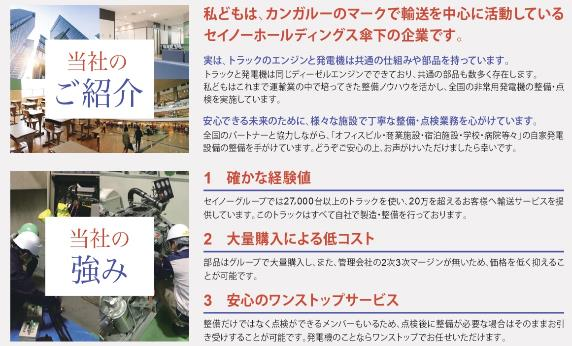 当社の
ご紹介
私どもは、カンガルーのマークで輸送を中心に活動している
セイノーホールディングス傘下の企業です。
実は、トラックのエンジンと発電機は共通の仕組みや部品を持っています。
トラックと発電機は同じディーゼルエンジンでできており、共通の部品も数多く存在します。
私どもはこれまで運輸業の中で培ってきた整備ノウハウを活かし、全国の非常用発電機の整備・点
検を実施しています。
安心できる未来のために、様々な施設で丁寧な整備・点検業務を心がけています。
全国のパートナーと協力しながら、「オフィスビル・商業施設・宿泊施設・学校・病院等々」の自家発電
設備の整備を手がけています。どうぞご安心の上、お声がけいただけましたら幸いです。
当社の
強み
1 確かな経験値
セイノーグループでは27,000台以上のトラックを使い、20万を超えるお客様へ輸送サービスを提
供しています。このトラックはすべて自社で製造・整備を行っております。
2 大量購入による低コスト
部品はグループで大量購入し、また、管理会社の2次3次マージンが無いため、価格を低く抑えるこ
とが可能です。
3 安心のワンストップサービス
整備だけではなく点検ができるメンバーもいるため、点検後に整備が必要な場合はそのままお引
き受けすることが可能です。発電機のことならワンストップでお任せいただけます。